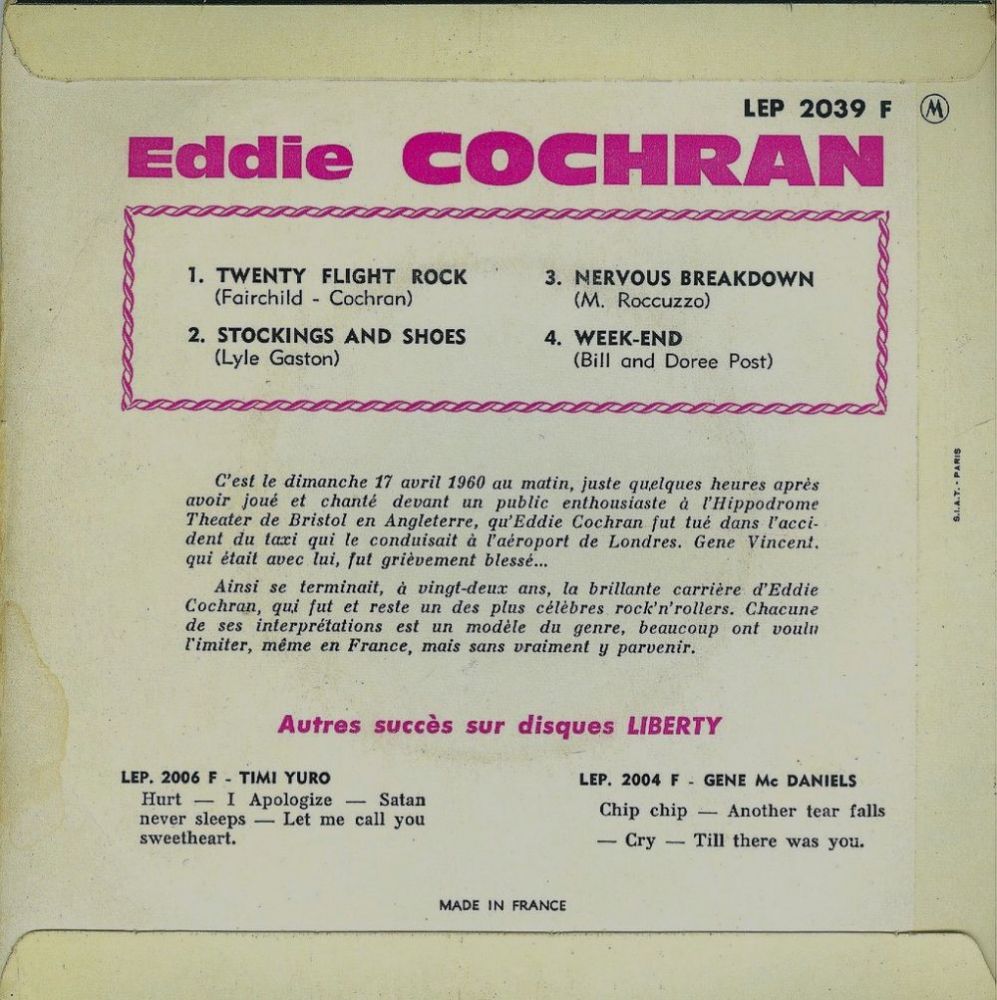 LEP 2039 F M
Eddie COCHRAN
1. TWENTY FLIGHT ROCK
(Fairchild - Cochran)
2. STOCKINGS AND SHOES
(Lyle Gaston)
3. NERVOUS BREAKDOWN
(M. Roccuzzo)
4. WEEK-END
(Bill and Doree Post)
C'est le dimanche 17 avril 1960 au matin, juste quelques heures après
avoir joué et chanté devant un public enthousiaste à l'Hippodrome
Theater de Bristol en Angleterre, qu'Eddie Cochran fut tué dans l'acci-
dent du taxi qui le conduisait à l'aéroport de Londres. Gene Vincent.
qui était avec lui, fut grièvement blessé...
Ainsi se terminait, à vingt-deux ans, la brillante carrière d'Eddie
Cochran, qui fut et reste un des plus célèbres rock'n'rollers. Chacune
de ses interprétations est un modèle du genre, beaucoup ont voulu
l'imiter, même en France, mais sans vraiment y parvenir.
S.I.A.T. - PARIS
Autres succès sur disques LIBERTY
LEP. 2006 F - TIMI YURO
Hurt — I Apologize — Satan
never sleeps — Let me call you
sweetheart.
LEP. 2004 F - GENE Mc DANIELS
Chip chip — Another tear falls
— Cry — Till there was you.
MADE IN FRANCE